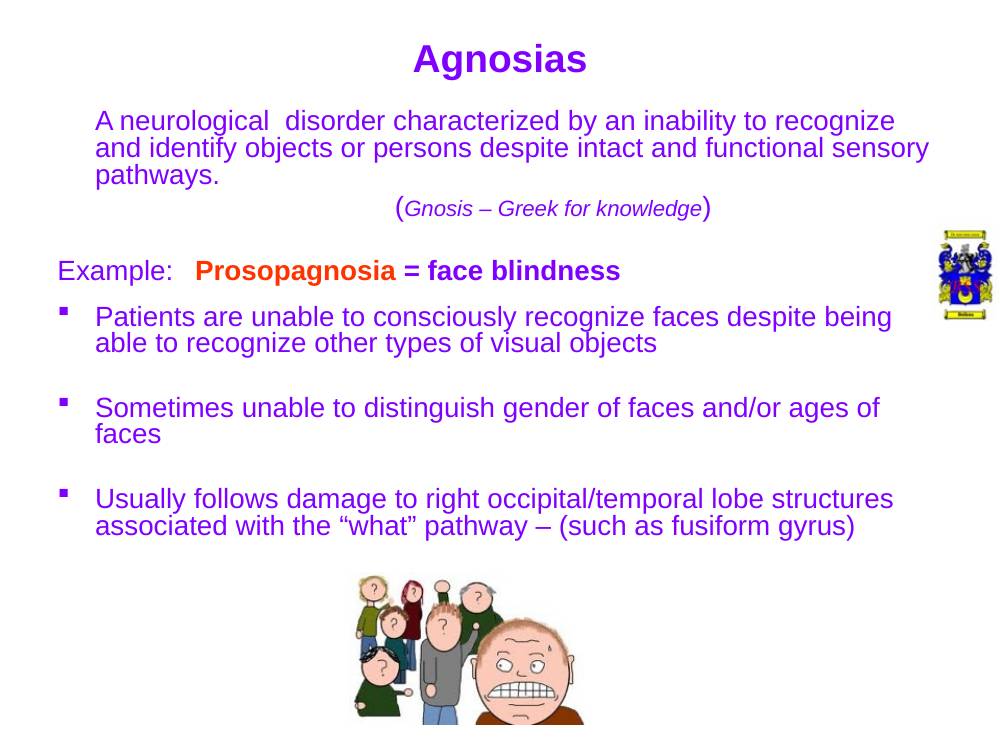 Agnosias
A neurological  disorder characterized by an inability to recognize
and identify objects or persons despite intact and functional sensory
pathways.
(Gnosis – Greek for knowledge)
Example:   Prosopagnosia = face blindness
▪ Patients are unable to consciously recognize faces despite being
able to recognize other types of visual objects
▪ Sometimes unable to distinguish gender of faces and/or ages of
faces
▪ Usually follows damage to right occipital/temporal lobe structures
associated with the “what” pathway – (such as fusiform gyrus)
? ? ? ? ? ?